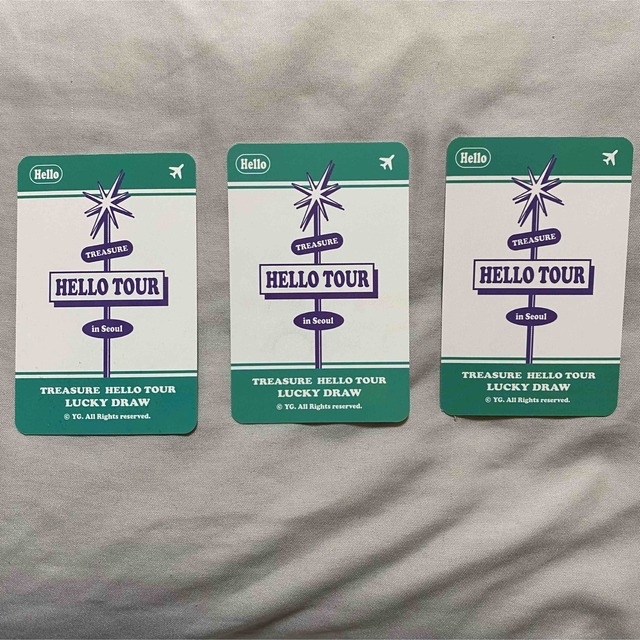 Hello
TREASURE
HELLO TOUR
in Seoul
TREASURE HELLO TOUR
LUCKY DRAW
© YG. All Rights reserved.
Hello
TREASURE
HELLO TOUR
in Seoul
TREASURE HELLO TOUR
LUCKY DRAW
© YG. All Rights reserved.
Hello
TREASURE
HELLO TOUR
in Seoul
TREASURE HELLO TOUR
LUCKY DRAW
© YG. All Rights reserved.